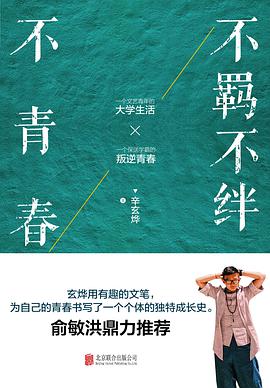 不羁不绊
不青春
一个文艺青年的
大学生活
×
一个保送学霸的
叛逆青春
辛玄烨
著
玄烨用有趣的文笔，
为自己的青春书写了一个个体的独特成长史。
俞敏洪鼎力推荐
北京联合出版公司